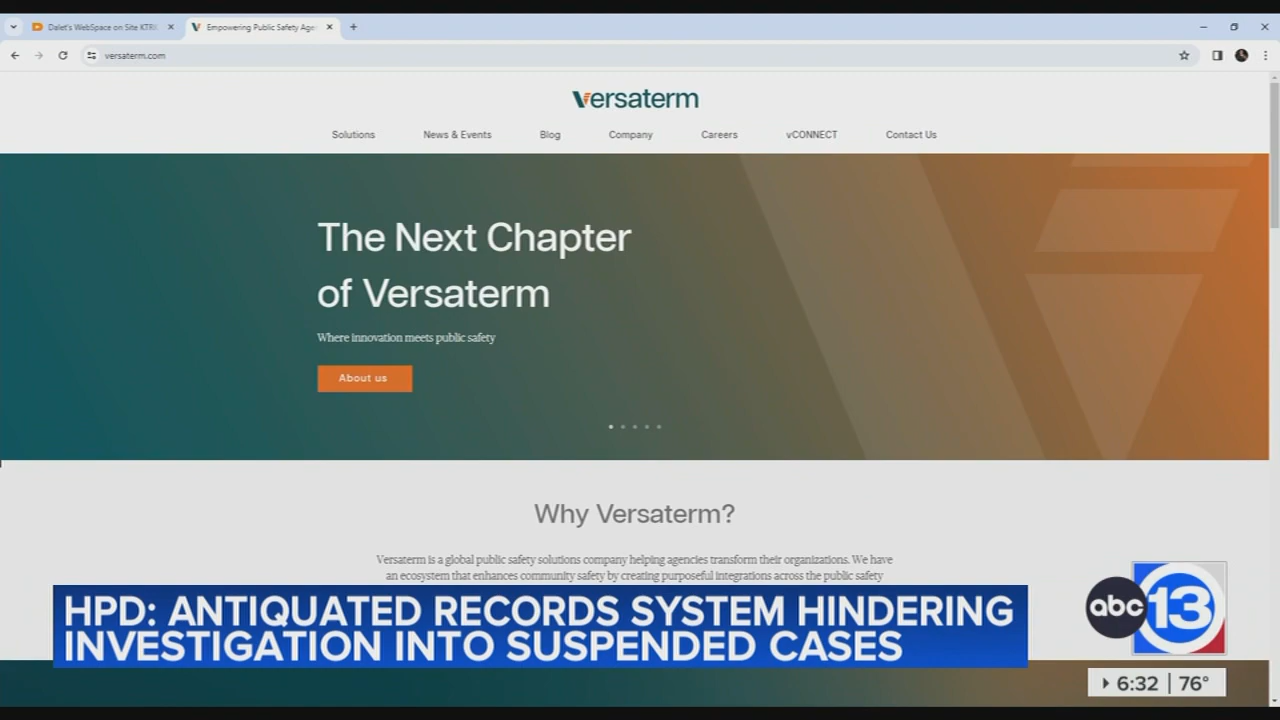 Dalet's WebSpace on Site KTRK
Empowering Public Safety Age
versaterm.com
versaterm
Solutions
News & Events
Blog
Company
Careers
vCONNECT
Contact Us
The Next Chapter
of Versaterm
Where innovation meets public safety
About us
Why Versaterm?
Versaterm is a global public safety solutions company helping agencies transform their organizations. We have
an ecosystem that enhances community safety by creating purposeful integrations across the public safety
HPD: ANTIQUATED RECORDS SYSTEM HINDERING
INVESTIGATION INTO SUSPENDED CASES
abc 13
6:32 | 76°